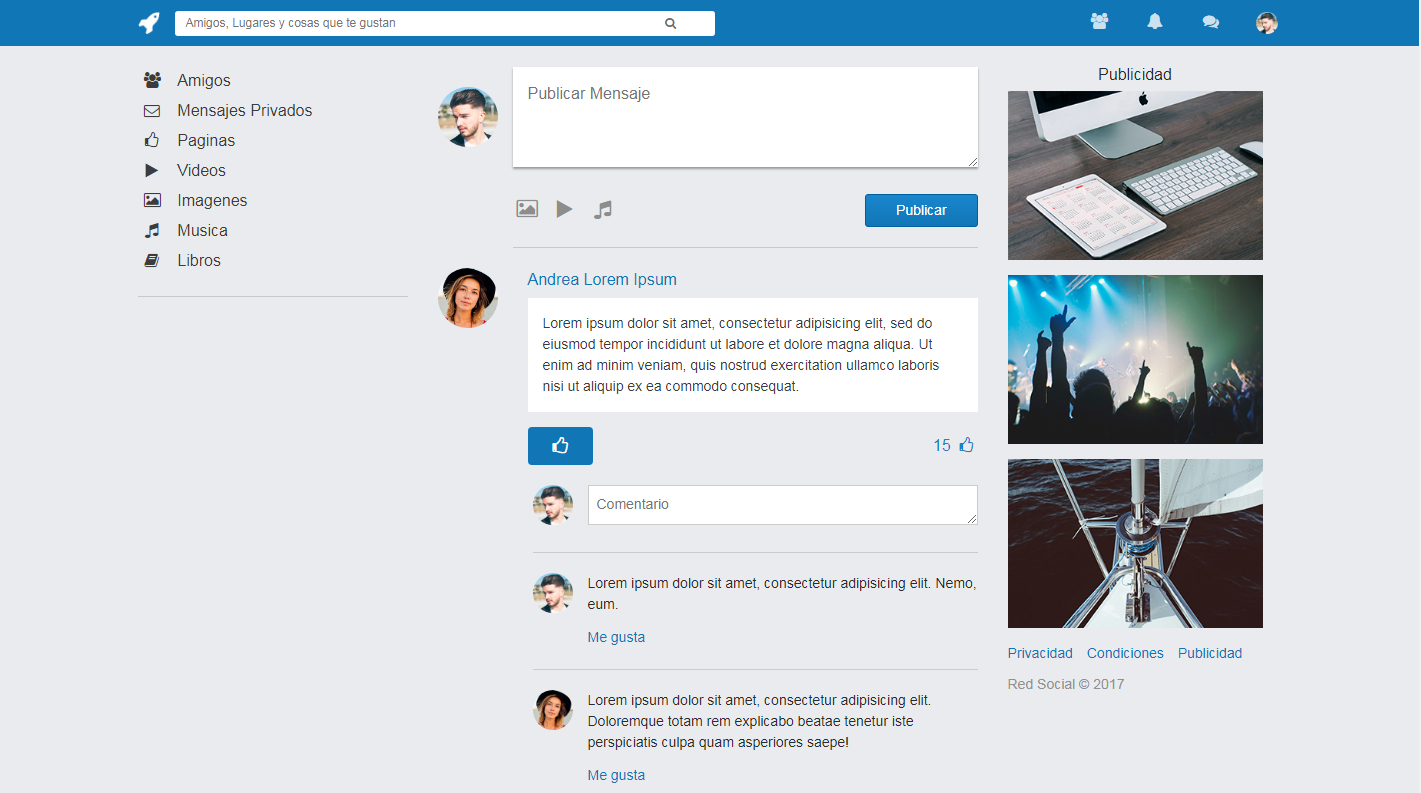 Amigos, Lugares y cosas que te gustan
Amigos
Mensajes Privados
Paginas
Videos
Imagenes
Musica
Libros
Publicar Mensaje
Publicar
Andrea Lorem Ipsum
Lorem ipsum dolor sit amet, consectetur adipisicing elit, sed do
eiusmod tempor incididunt ut labore et dolore magna aliqua. Ut
enim ad minim veniam, quis nostrud exercitation ullamco laboris
nisi ut aliquip ex ea commodo consequat.
15
Comentario
Lorem ipsum dolor sit amet, consectetur adipisicing elit. Nemo,
eum.
Me gusta
Lorem ipsum dolor sit amet, consectetur adipisicing elit.
Doloremque totam rem explicabo beatae tenetur iste
perspiciatis culpa quam asperiores saepe!
Me gusta
Publicidad
Privacidad Condiciones Publicidad
Red Social © 2017